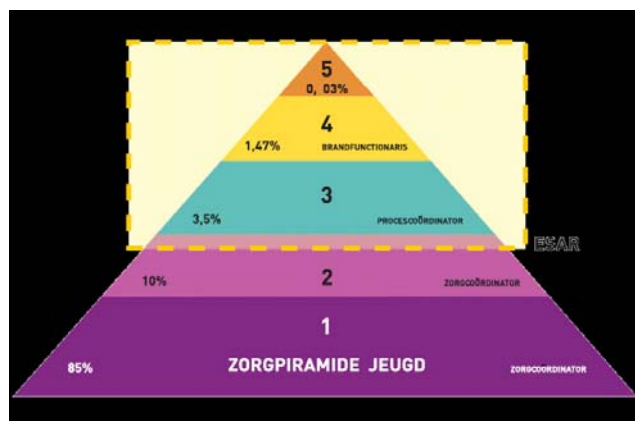 5
0, 03%
4
1,47% BRANDFUNCTIONARIS
3
3,5% PROCESCOÖRDINATOR
ESAR
10% 2 ZORGCOÖRDINATOR
1
85% ZORGPIRAMIDE JEUGD ZORGCOORDINATOR